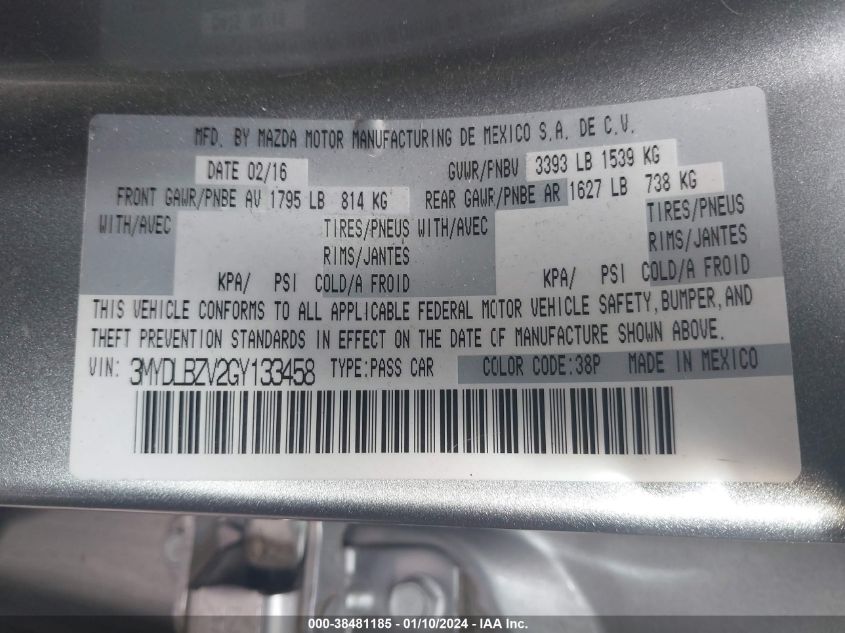 MFD. BY MAZDA MOTOR MANUFACTURING DE MEXICO S.A. DE C.V.
DATE 02/16 GVWR/FNBV 3393 LB 1539 KG
FRONT GAWR/PNBE AV 1795 LB 814 KG REAR GAWR/PNBE AR 1627 LB 738 KG
WITH/AVEC TIRES/PNEUS WITH/AVEC TIRES/PNEUS
RIMS/JANTES RIMS/JANTES
KPA/ PSI COLD/A FROID KPA/ PSI COLD/A FROID
THIS VEHICLE CONFORMS TO ALL APPLICABLE FEDERAL MOTOR VEHICLE SAFETY, BUMPER, AND
THEFT PREVENTION STANDARDS IN EFFECT ON THE DATE OF MANUFACTURE SHOWN ABOVE.
VIN: 3MYDLBZV2GY133458 TYPE:PASS CAR COLOR CODE:38P MADE IN MEXICO
000-38481185 - 01/10/2024 - IAA Inc.